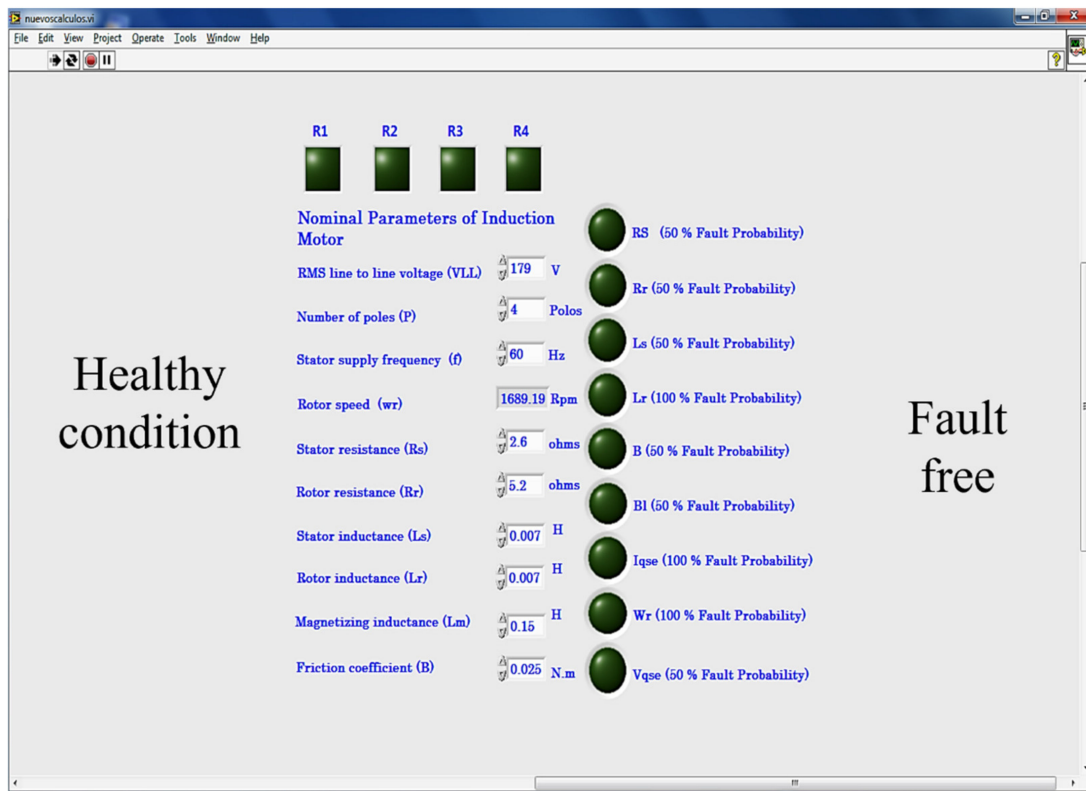 nuevoscalculos.vi
File Edit View Project Operate Tools Window Help
R1 R2 R3 R4
Nominal Parameters of Induction
Motor
RMS line to line voltage (VLL) 179 V
Number of poles (P) 4 Polos
Stator supply frequency (f) 60 Hz
Rotor speed (wr) 1689.19 Rpm
Stator resistance (Rs) 2.6 ohms
Rotor resistance (Rr) 5.2 ohms
Stator inductance (Ls) 0.007 H
Rotor inductance (Lr) 0.007 H
Magnetizing inductance (Lm) 0.15 H
Friction coefficient (B) 0.025 N.m
RS (50 % Fault Probability)
Rr (50 % Fault Probability)
Ls (50 % Fault Probability)
Lr (100 % Fault Probability)
B (50 % Fault Probability)
Bl (50 % Fault Probability)
Iqse (100 % Fault Probability)
Wr (100 % Fault Probability)
Vqse (50 % Fault Probability)
Healthy
condition
Fault
free